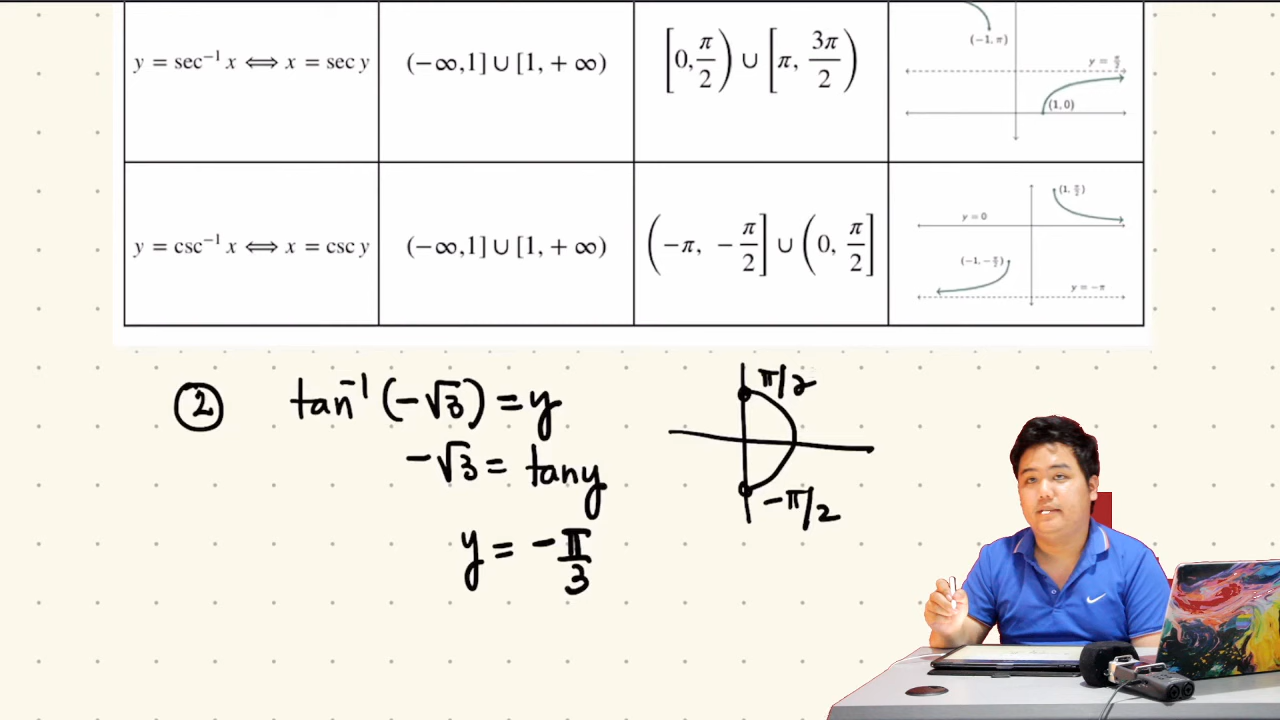 y = sec⁻¹ x ⟺ x = sec y
(−∞,1] ∪ [1, +∞)
[0, π/2) ∪ [π, 3π/2)
(−1, π)
y = π/2
(1, 0)
y = csc⁻¹ x ⟺ x = csc y
(−∞,1] ∪ [1, +∞)
(−π, −π/2] ∪ (0, π/2]
(1, π/2)
y = 0
(−1, −π/2)
y = −π
② tan⁻¹ (−√3) = y
−√3 = tan y
y = −π/3
π/2
−π/2